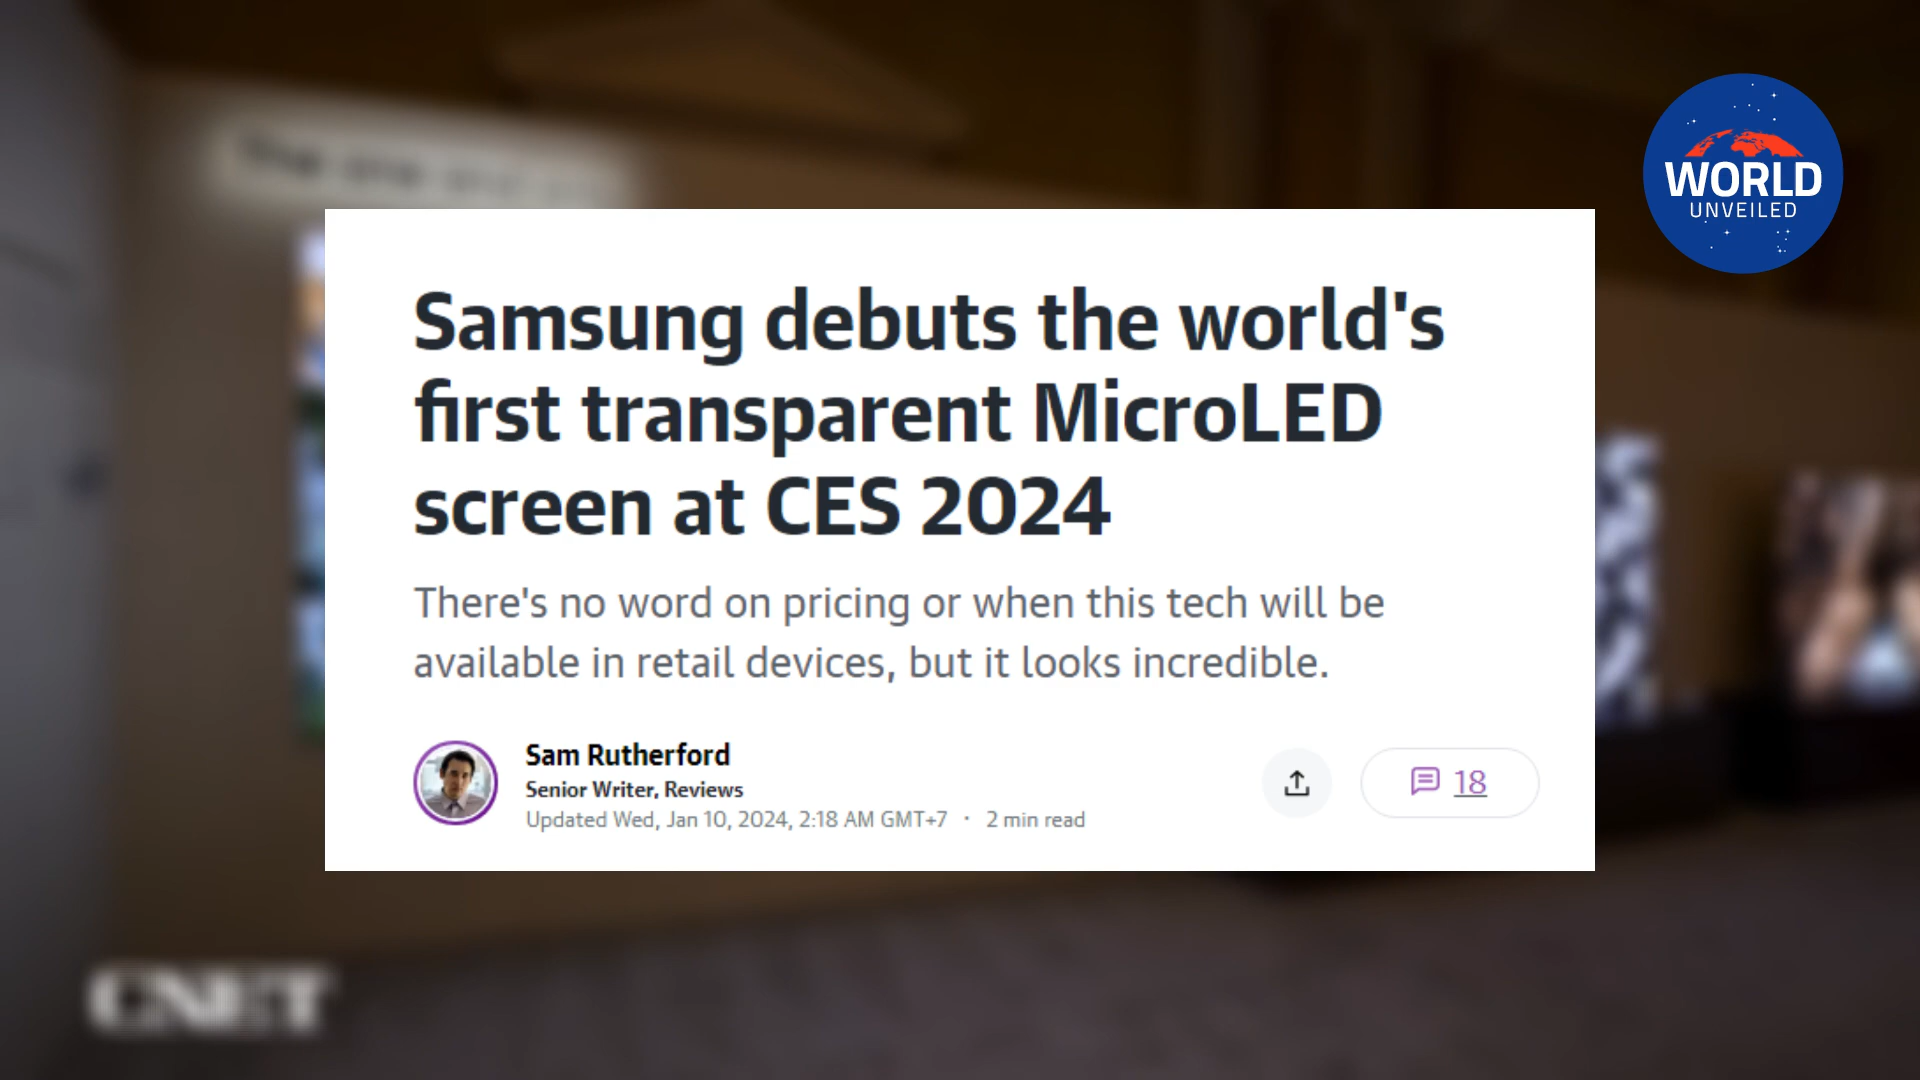 WORLD
UNVEILED
Samsung debuts the world's
first transparent MicroLED
screen at CES 2024
There's no word on pricing or when this tech will be
available in retail devices, but it looks incredible.
Sam Rutherford
Senior Writer, Reviews
Updated Wed, Jan 10, 2024, 2:18 AM GMT+7 • 2 min read
18
CNET